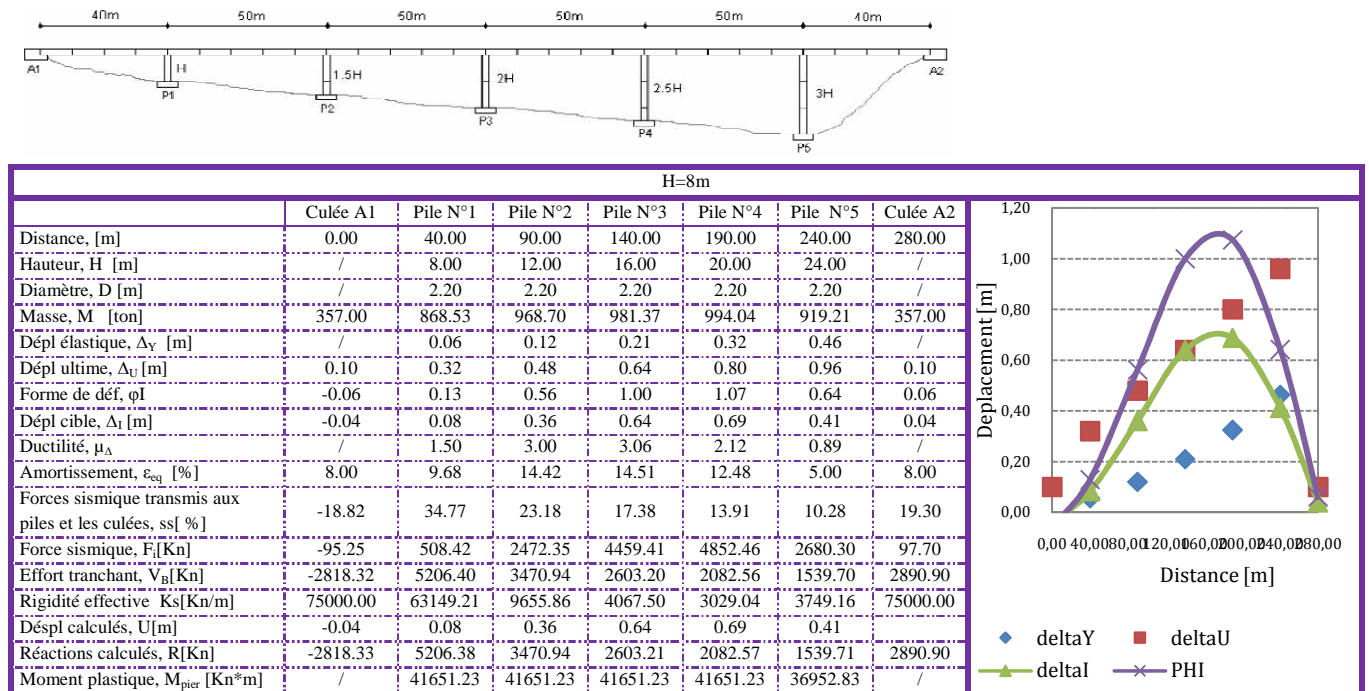 40m 50m 50m 50m 50m 40m
A1 H 1.5H 2H 2.5H 3H A2
P1 P2 P3 P4 P5
H=8m
Culée A1 Pile N°1 Pile N°2 Pile N°3 Pile N°4 Pile N°5 Culée A2
Distance, [m] 0.00 40.00 90.00 140.00 190.00 240.00 280.00
Hauteur, H [m] / 8.00 12.00 16.00 20.00 24.00 /
Diamètre, D [m] / 2.20 2.20 2.20 2.20 2.20 /
Masse, M [ton] 357.00 868.53 968.70 981.37 994.04 919.21 357.00
Dépl élastique, ΔY [m] / 0.06 0.12 0.21 0.32 0.46 /
Dépl ultime, ΔU [m] 0.10 0.32 0.48 0.64 0.80 0.96 0.10
Forme de déf, φI -0.06 0.13 0.56 1.00 1.07 0.64 0.06
Dépl cible, ΔI [m] -0.04 0.08 0.36 0.64 0.69 0.41 0.04
Ductilité, μΔ / 1.50 3.00 3.06 2.12 0.89 /
Amortissement, εeq [%] 8.00 9.68 14.42 14.51 12.48 5.00 8.00
Forces sismique transmis aux
piles et les culées, ss[ %] -18.82 34.77 23.18 17.38 13.91 10.28 19.30
Force sismique, Fi[Kn] -95.25 508.42 2472.35 4459.41 4852.46 2680.30 97.70
Effort tranchant, VB[Kn] -2818.32 5206.40 3470.94 2603.20 2082.56 1539.70 2890.90
Rigidité effective Ks[Kn/m] 75000.00 63149.21 9655.86 4067.50 3029.04 3749.16 75000.00
Déspl calculés, U[m] -0.04 0.08 0.36 0.64 0.69 0.41
Réactions calculés, R[Kn] -2818.33 5206.38 3470.94 2603.21 2082.57 1539.71 2890.90
Moment plastique, Mpier [Kn*m] / 41651.23 41651.23 41651.23 41651.23 36952.83 /
Deplacement [m]
1,20
1,00
0,80
0,60
0,40
0,20
0,00
0,00 40,00 80,00 120,00 160,00 200,00 240,00 280,00
Distance [m]
deltaY deltaU
deltaI PHI